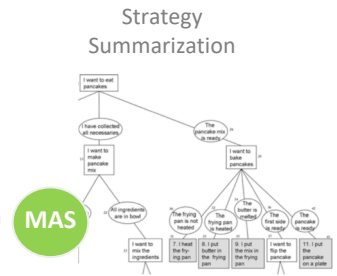 Strategy
Summarization
I want to eat
pancakes
I have collected
all necessaries
The
pancake mix
is ready
I want to
make
pancake
mix
I want to
bake
pancakes
MAS
All ingredients
are in bowl
The frying
pan is not
heated
The
frying pan
is heated
The
butter is
melted
The
first side
is ready
The
pancake
is ready
I want to
mix the
ingredients
7. I heat
the fry-
ing pan
8. I put
butter in
the frying
pan
9. I put
the mix in
the frying
pan
I want to
flip the
pancake
11. I put
the
pancake
on a plate